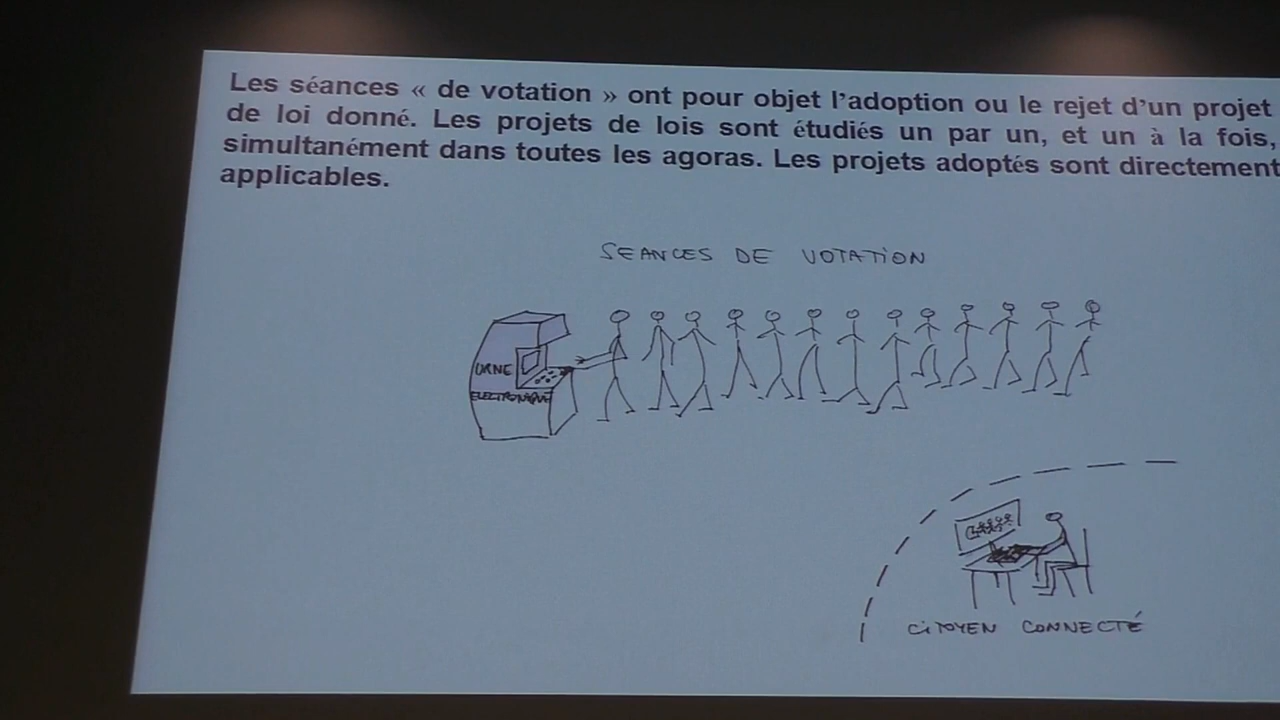 Les séances « de votation » ont pour objet l’adoption ou le rejet d’un projet
de loi donné. Les projets de lois sont étudiés un par un, et un à la fois,
simultanément dans toutes les agoras. Les projets adoptés sont directement
applicables.
SEANCES DE VOTATION
URNE
ELECTRONIQUE
CITOYEN CONNECTÉ